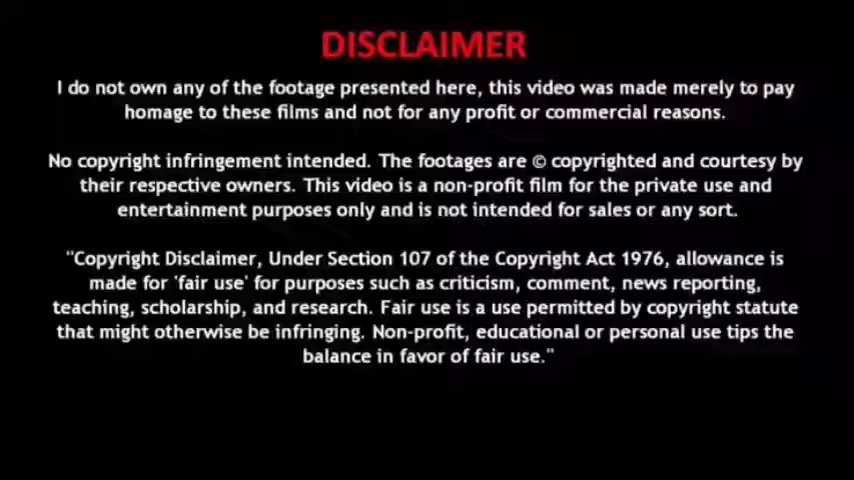 DISCLAIMER
I do not own any of the footage presented here, this video was made merely to pay
homage to these films and not for any profit or commercial reasons.
No copyright infringement intended. The footages are © copyrighted and courtesy by
their respective owners. This video is a non-profit film for the private use and
entertainment purposes only and is not intended for sales or any sort.
"Copyright Disclaimer, Under Section 107 of the Copyright Act 1976, allowance is
made for 'fair use' for purposes such as criticism, comment, news reporting,
teaching, scholarship, and research. Fair use is a use permitted by copyright statute
that might otherwise be infringing. Non-profit, educational or personal use tips the
balance in favor of fair use."